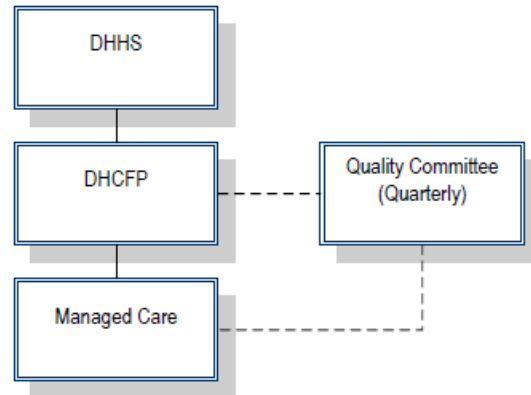 DHHS
DHCFP
Quality Committee
(Quarterly)
Managed Care